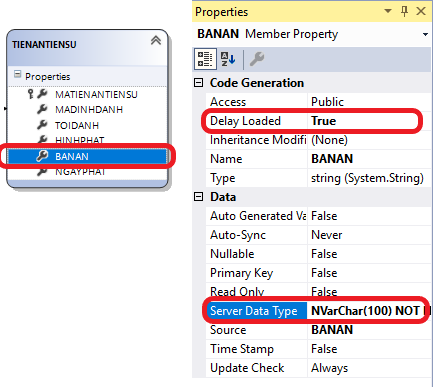 TIENANTIENSU
Properties
MATIENANTIENSU
MADINHDANH
TOIDANH
HINHPHAT
BANAN
NGAYPHAT
Properties
BANAN Member Property
Code Generation
Access Public
Delay Loaded True
Inheritance Modifi (None)
Name BANAN
Type string (System.String)
Data
Auto Generated Va False
Auto-Sync Never
Nullable False
Primary Key False
Read Only False
Server Data Type NVarChar(100) NOT N
Source BANAN
Time Stamp False
Update Check Always